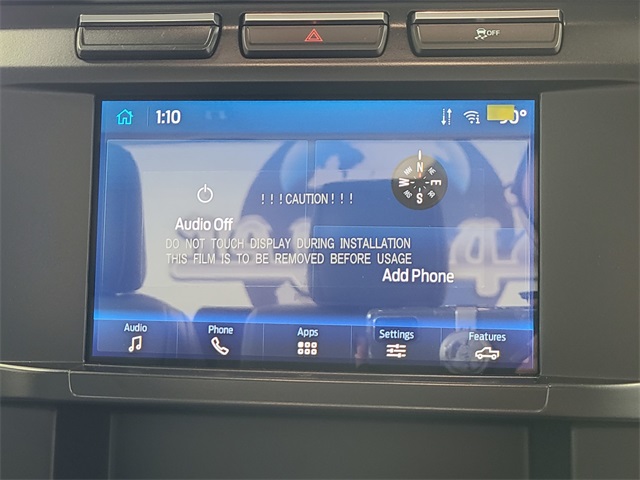 OFF
1:10
90°
N
W E
S
!!!CAUTION!!!
Audio Off
DO NOT TOUCH DISPLAY DURING INSTALLATION
THIS FILM IS TO BE REMOVED BEFORE USAGE
Add Phone
Audio
Phone
Apps
Settings
Features